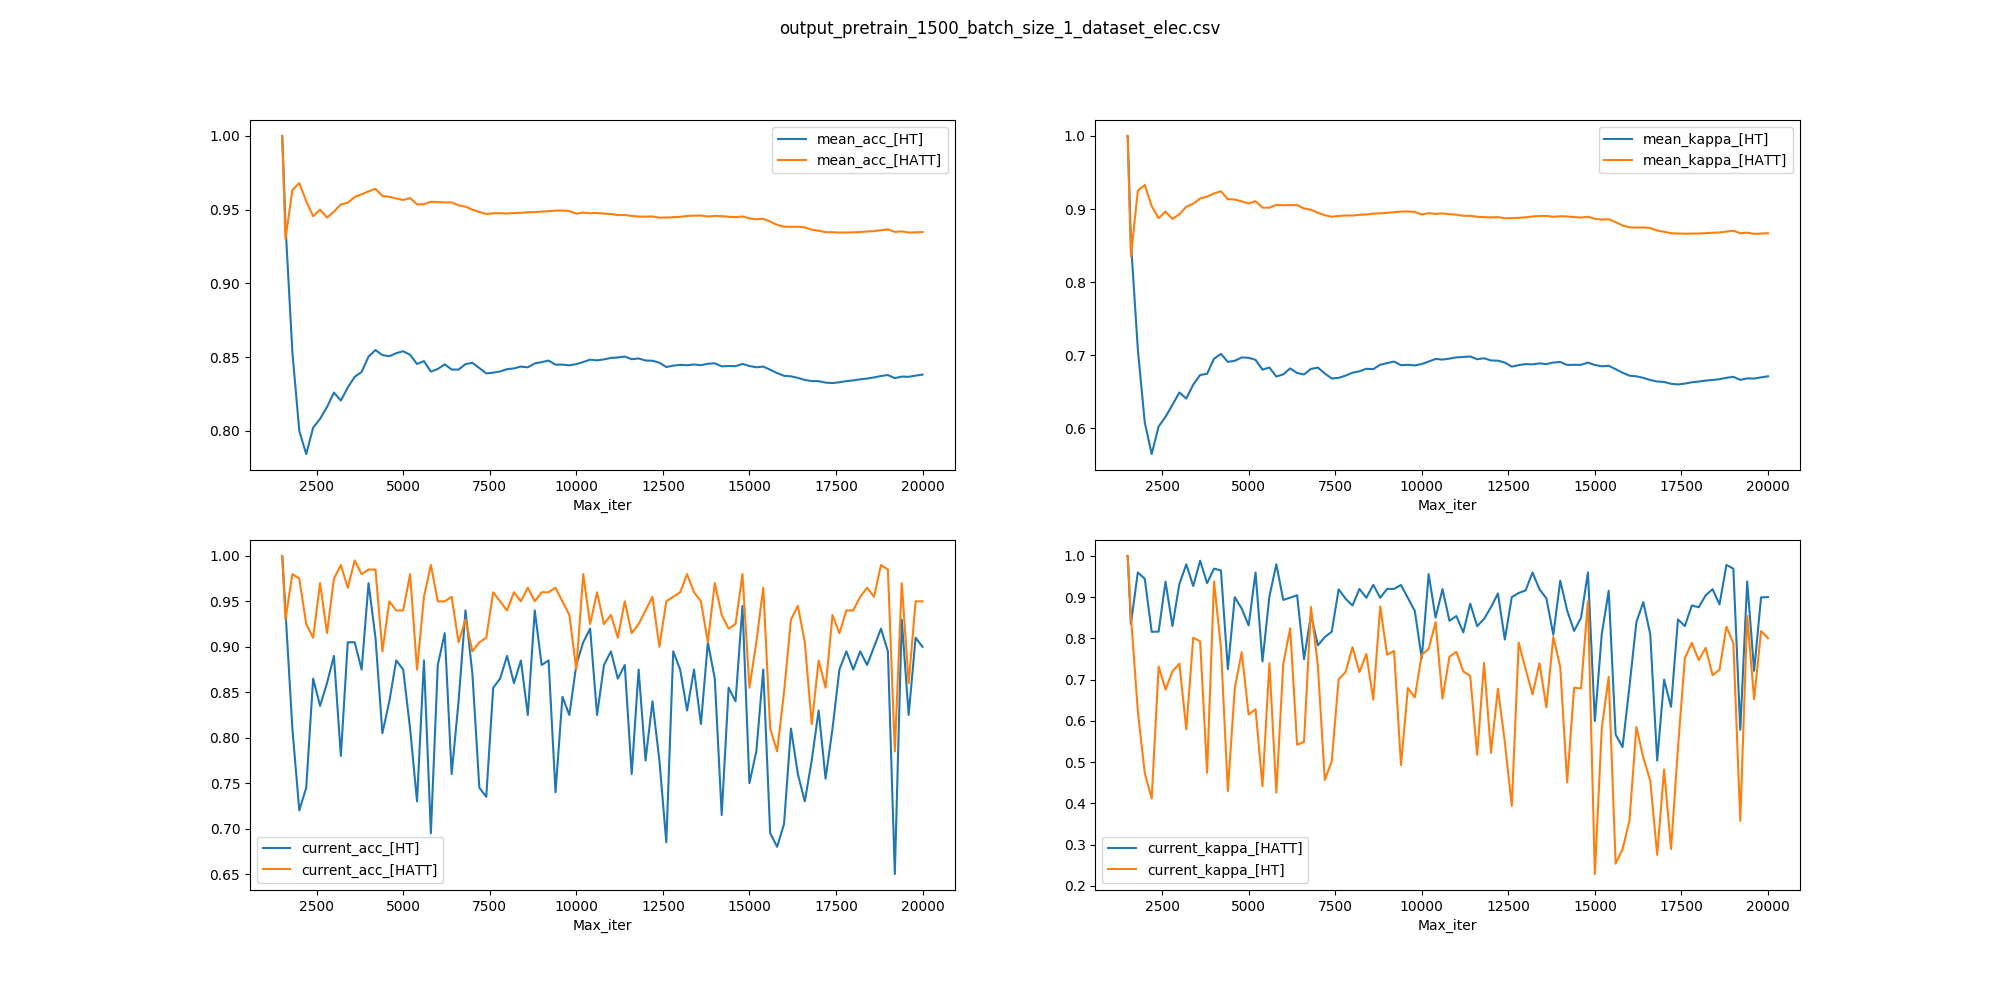 output_pretrain_1500_batch_size_1_dataset_elec.csv
1.00
0.95
0.90
0.85
0.80
mean_acc_[HT]
mean_acc_[HATT]
2500 5000 7500 10000 12500 15000 17500 20000
Max_iter
1.0
0.9
0.8
0.7
0.6
mean_kappa_[HT]
mean_kappa_[HATT]
2500 5000 7500 10000 12500 15000 17500 20000
Max_iter
1.00
0.95
0.90
0.85
0.80
0.75
0.70
0.65
current_acc_[HT]
current_acc_[HATT]
2500 5000 7500 10000 12500 15000 17500 20000
Max_iter
1.0
0.9
0.8
0.7
0.6
0.5
0.4
0.3
0.2
current_kappa_[HATT]
current_kappa_[HT]
2500 5000 7500 10000 12500 15000 17500 20000
Max_iter